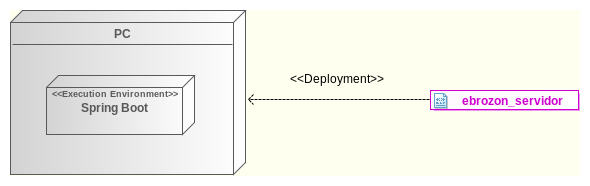 PC
<<Execution Environment>>
Spring Boot
<<Deployment>>
ebrozon_servidor